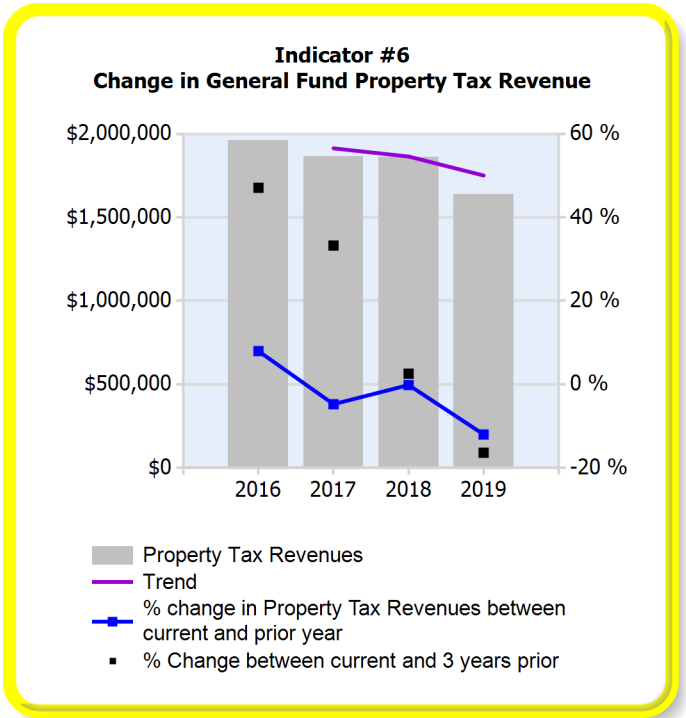 Indicator #6
Change in General Fund Property Tax Revenue
$2,000,000
60 %
$1,500,000
40 %
$1,000,000
20 %
$500,000
0 %
$0
-20 %
2016 2017 2018 2019
Property Tax Revenues
Trend
% change in Property Tax Revenues between
current and prior year
% Change between current and 3 years prior